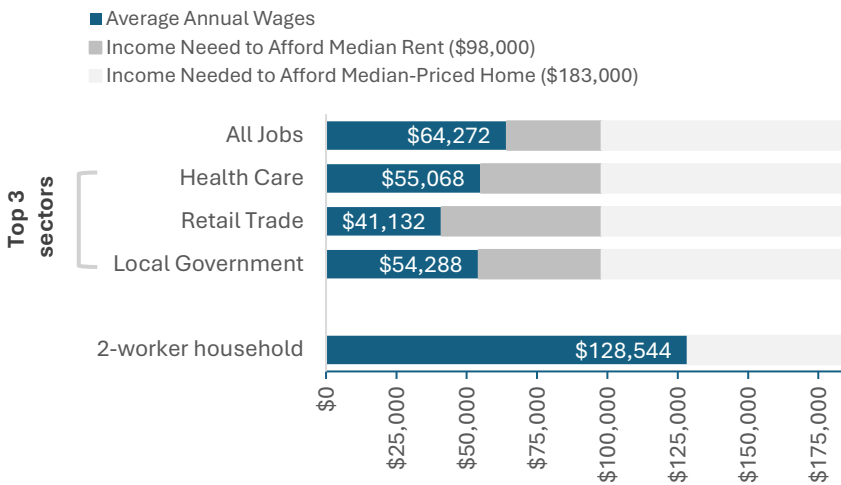 Average Annual Wages
Income Neeed to Afford Median Rent ($98,000)
Income Needed to Afford Median-Priced Home ($183,000)
All Jobs
$64,272
Top 3
sectors
Health Care
$55,068
Retail Trade
$41,132
Local Government
$54,288
2-worker household
$128,544
$0
$25,000
$50,000
$75,000
$100,000
$125,000
$150,000
$175,000